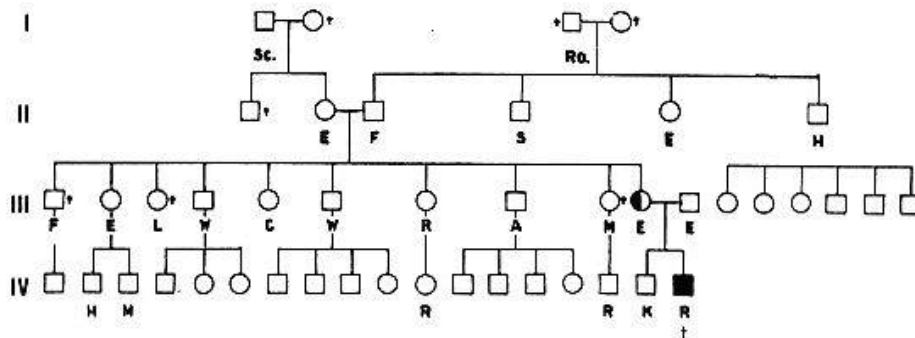 I
Sc. Ro.
II
E F S E H
III
F E L W C W R A M E E
IV
H M R R K R